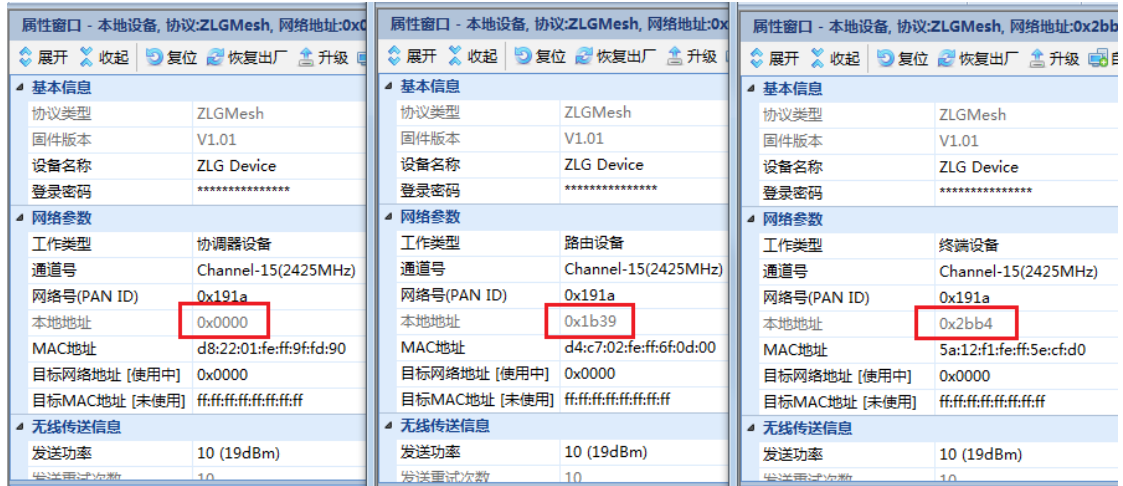 属性窗口 - 本地设备, 协议:ZLGMesh, 网络地址:0x0
展开 收起 复位 恢复出厂 升级
基本信息
协议类型 ZLGMesh
固件版本 V1.01
设备名称 ZLG Device
登录密码 ***************
网络参数
工作类型 协调器设备
通道号 Channel-15(2425MHz)
网络号(PAN ID) 0x191a
本地地址 0x0000
MAC地址 d8:22:01:fe:ff:9f:fd:90
目标网络地址 [使用中] 0x0000
目标MAC地址 [未使用] ff:ff:ff:ff:ff:ff:ff:ff
无线传送信息
发送功率 10 (19dBm)
发送重试次数 10
属性窗口 - 本地设备, 协议:ZLGMesh, 网络地址:0x
展开 收起 复位 恢复出厂 升级
基本信息
协议类型 ZLGMesh
固件版本 V1.01
设备名称 ZLG Device
登录密码 ***************
网络参数
工作类型 路由设备
通道号 Channel-15(2425MHz)
网络号(PAN ID) 0x191a
本地地址 0x1b39
MAC地址 d4:c7:02:fe:ff:6f:0d:00
目标网络地址 [使用中] 0x0000
目标MAC地址 [未使用] ff:ff:ff:ff:ff:ff:ff:ff
无线传送信息
发送功率 10 (19dBm)
发送重试次数 10
属性窗口 - 本地设备, 协议:ZLGMesh, 网络地址:0x2bb
展开 收起 复位 恢复出厂 升级
基本信息
协议类型 ZLGMesh
固件版本 V1.01
设备名称 ZLG Device
登录密码 ***************
网络参数
工作类型 终端设备
通道号 Channel-15(2425MHz)
网络号(PAN ID) 0x191a
本地地址 0x2bb4
MAC地址 5a:12:f1:fe:ff:5e:cf:d0
目标网络地址 [使用中] 0x0000
目标MAC地址 [未使用] ff:ff:ff:ff:ff:ff:ff:ff
无线传送信息
发送功率 10 (19dBm)
发送重试次数 10